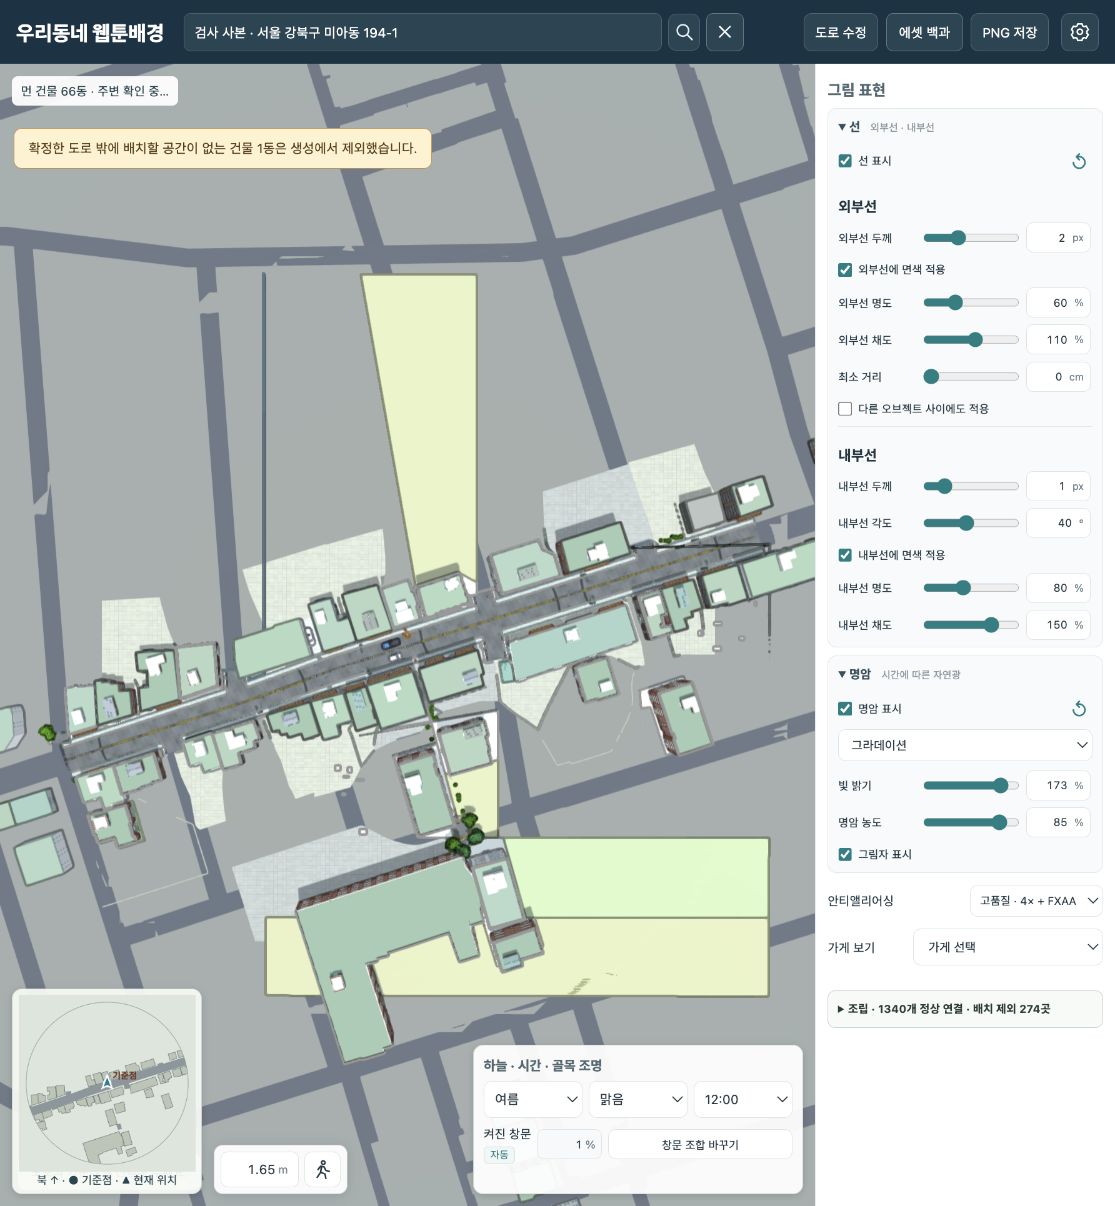 우리동네 웹툰배경
검사 사본 · 서울 강북구 미아동 194-1
도로 수정
에셋 백과
PNG 저장
먼 건물 66동 · 주변 확인 중...
확정한 도로 밖에 배치할 공간이 없는 건물 1동은 생성에서 제외했습니다.
그림 표현
▼ 선 외부선 · 내부선
선 표시
외부선
외부선 두께 2 px
외부선에 면색 적용
외부선 명도 60 %
외부선 채도 110 %
최소 거리 0 cm
다른 오브젝트 사이에도 적용
내부선
내부선 두께 1 px
내부선 각도 40 °
내부선에 면색 적용
내부선 명도 80 %
내부선 채도 150 %
▼ 명암 시간에 따른 자연광
명암 표시
그라데이션
빛 밝기 173 %
명암 농도 85 %
그림자 표시
안티앨리어싱 고품질 · 4× + FXAA
가게 보기 가게 선택
▶ 조립 · 1340개 정상 연결 · 배치 제외 274곳
기준점
북 ↑ · ● 기준점 · ▲ 현재 위치
1.65 m
하늘 · 시간 · 골목 조명
여름 맑음 12:00
켜진 창문
자동
1 %
창문 조합 바꾸기